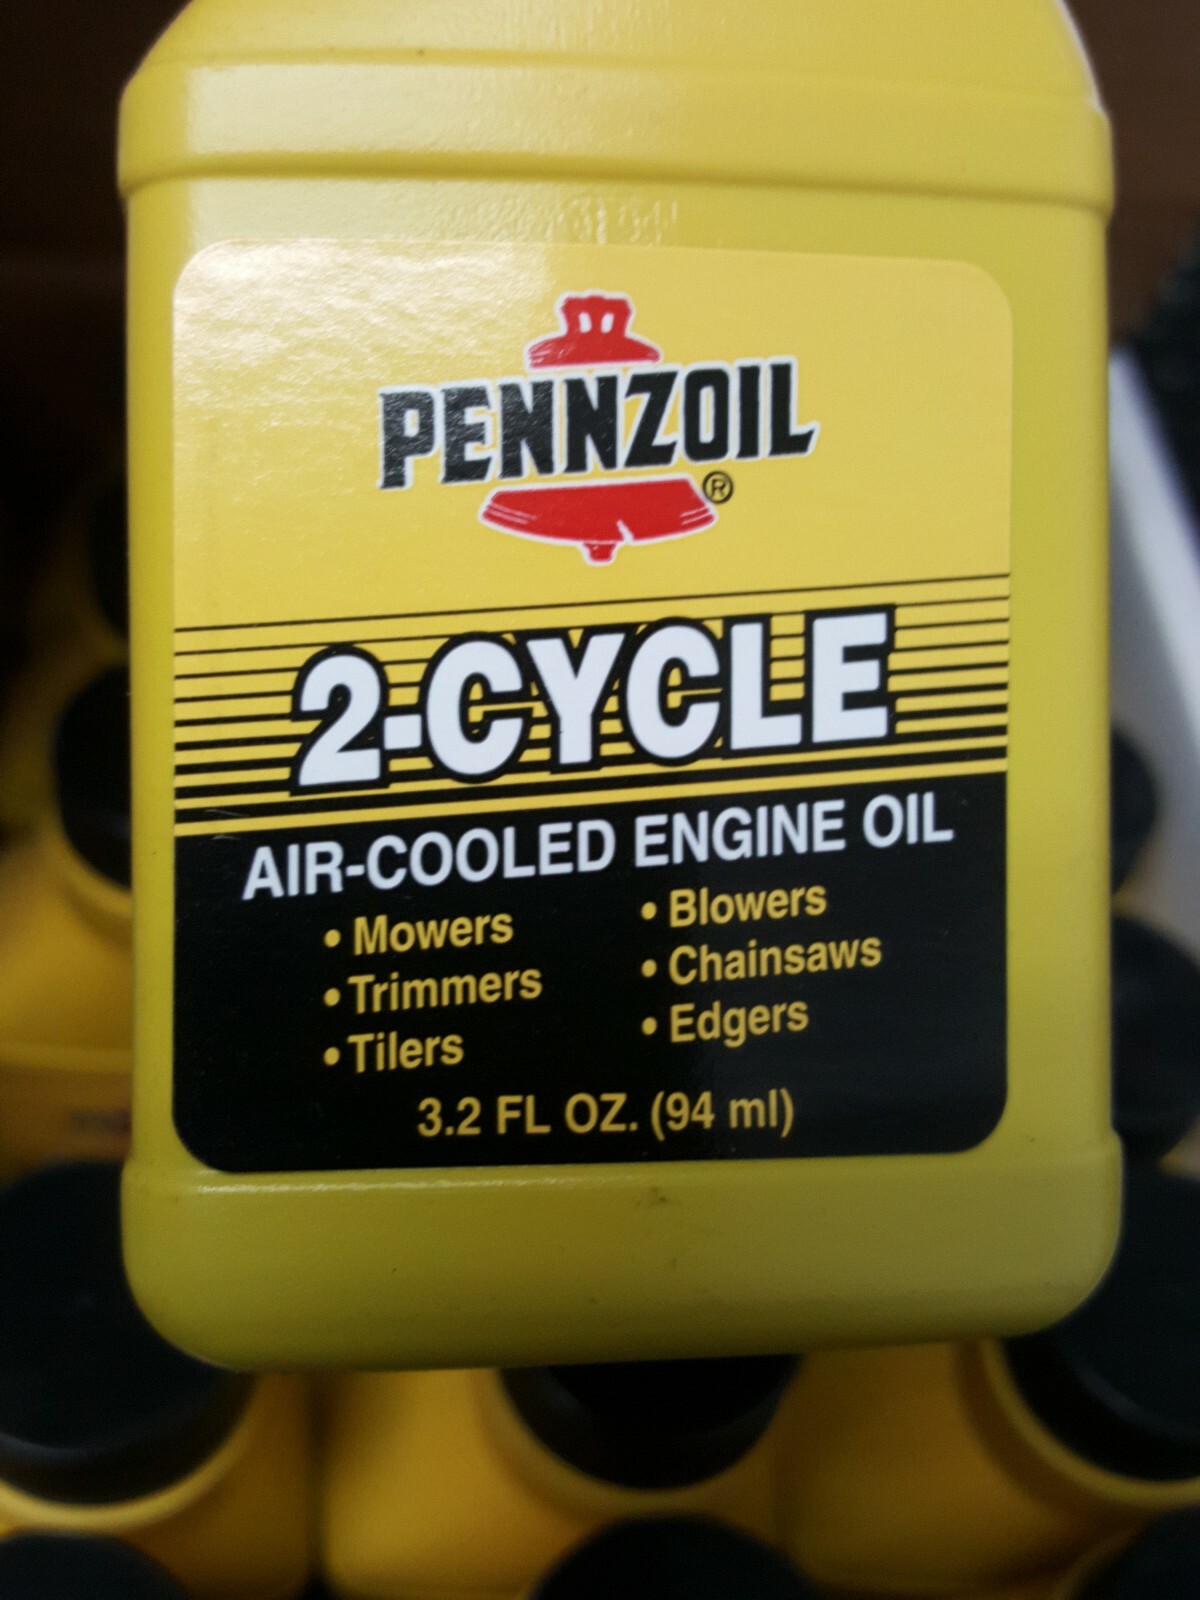 PENNZOIL®
2-CYCLE
AIR-COOLED ENGINE OIL
• Mowers
• Trimmers
• Tilers
• Blowers
• Chainsaws
• Edgers
3.2 FL OZ. (94 ml)